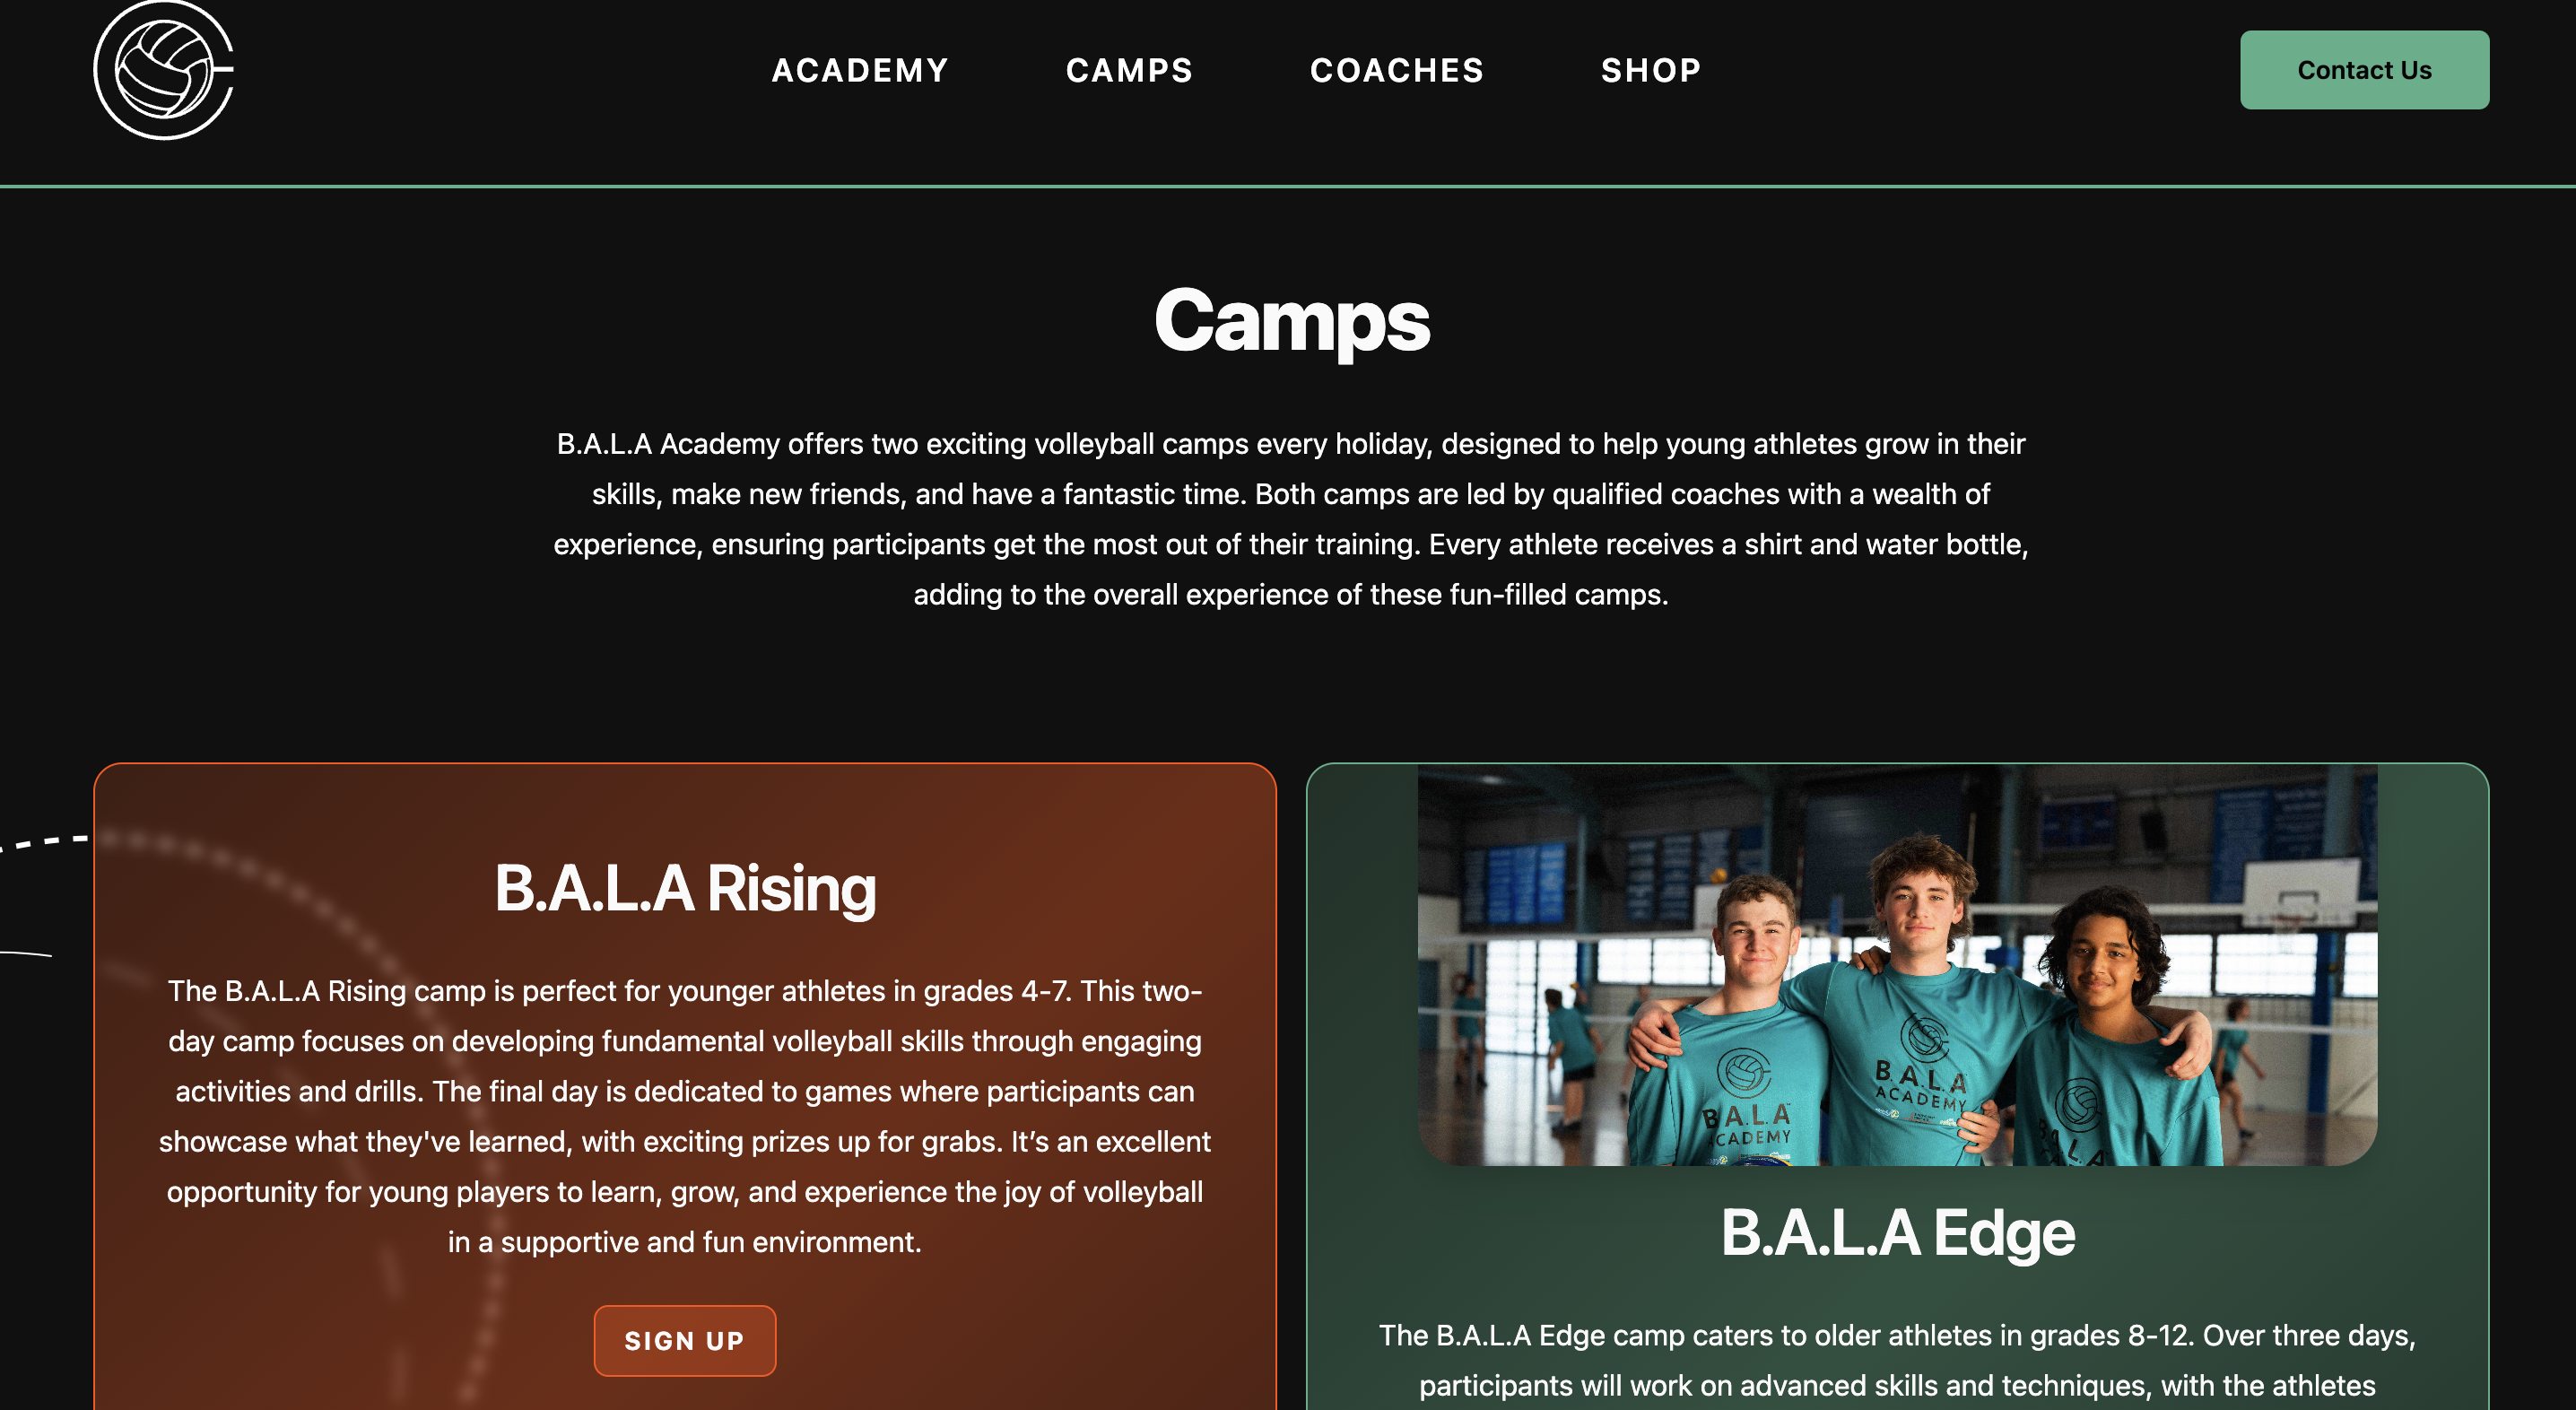 ACADEMY
CAMPS
COACHES
SHOP
Contact Us
Camps
B.A.L.A Academy offers two exciting volleyball camps every holiday, designed to help young athletes grow in their
skills, make new friends, and have a fantastic time. Both camps are led by qualified coaches with a wealth of
experience, ensuring participants get the most out of their training. Every athlete receives a shirt and water bottle,
adding to the overall experience of these fun-filled camps.
B.A.L.A Rising
The B.A.L.A Rising camp is perfect for younger athletes in grades 4-7. This two-
day camp focuses on developing fundamental volleyball skills through engaging
activities and drills. The final day is dedicated to games where participants can
showcase what they've learned, with exciting prizes up for grabs. It’s an excellent
opportunity for young players to learn, grow, and experience the joy of volleyball
in a supportive and fun environment.
SIGN UP
B.A.L.A
ACADEMY
B.A.L.A
ACADEMY
B.A.L.A
B.A.L.A Edge
The B.A.L.A Edge camp caters to older athletes in grades 8-12. Over three days,
participants will work on advanced skills and techniques, with the athletes